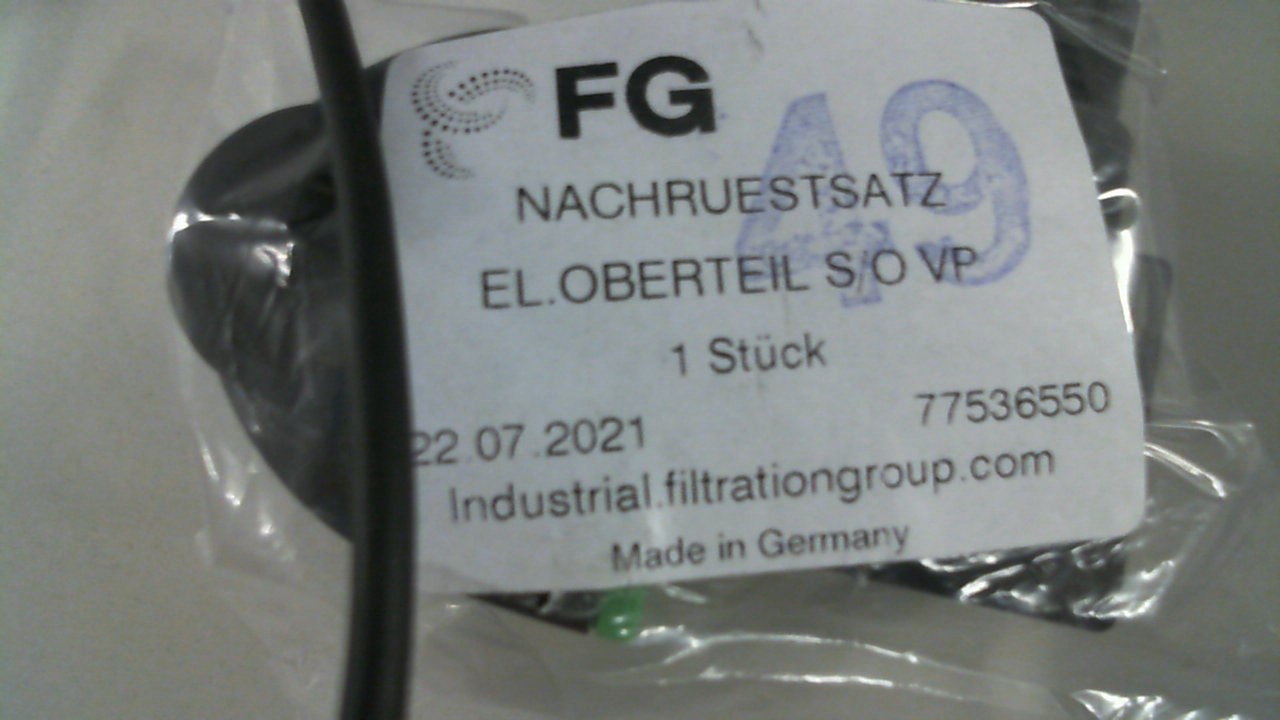 FG
49
NACHRUESTSATZ
EL.OBERTEIL S/O VP
1 Stück
77536550
22.07.2021
Industrial.filtrationgroup.com
Made in Germany